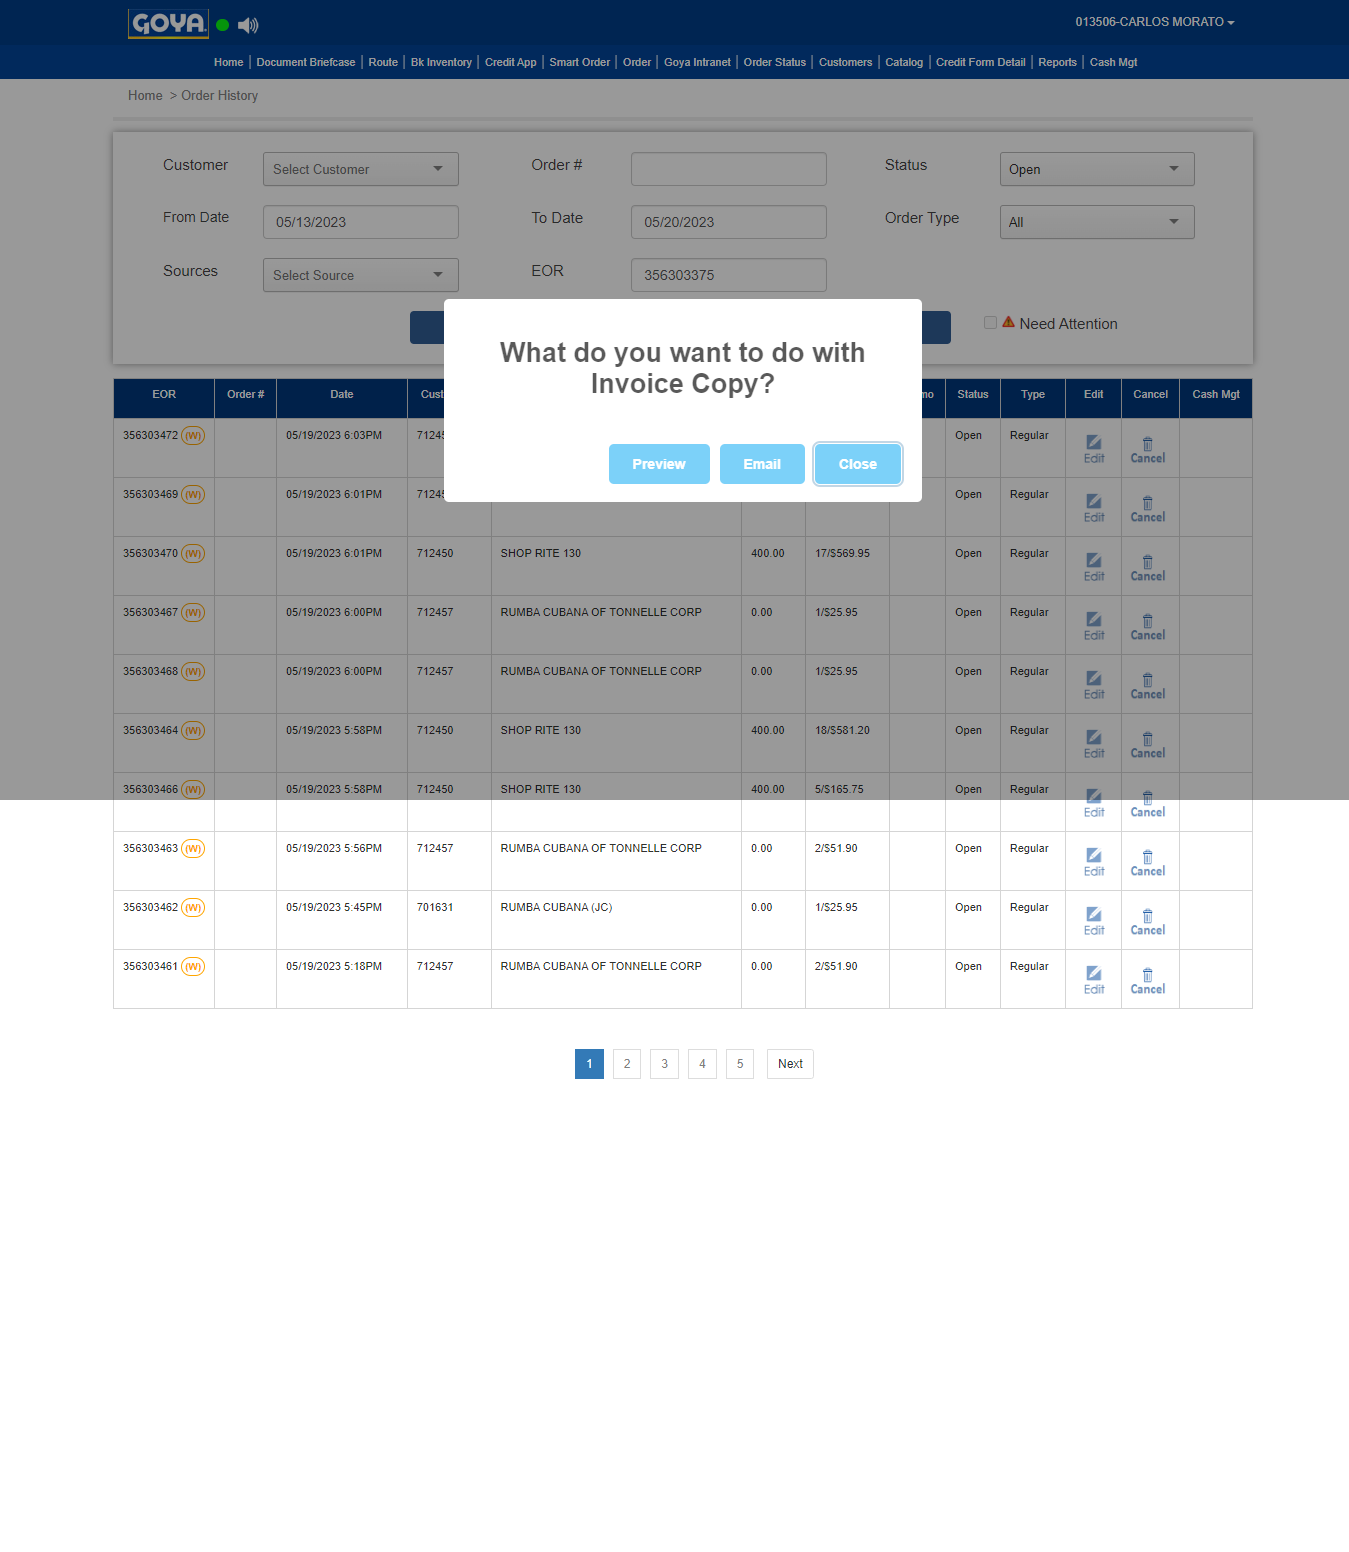 GOYA
013506-CARLOS MORATO
Home | Document Briefcase | Route | Bk Inventory | Credit App | Smart Order | Order | Goya Intranet | Order Status | Customers | Catalog | Credit Form Detail | Reports | Cash Mgt
Home > Order History
Customer Select Customer Order # Status Open
From Date 05/13/2023 To Date 05/20/2023 Order Type All
Sources Select Source EOR 356303375
Need Attention
What do you want to do with
Invoice Copy?
Preview Email Close
EOR Order # Date Cust mo Status Type Edit Cancel Cash Mgt
356303472 (W) 05/19/2023 6:03PM 7124 Open Regular Edit Cancel
356303469 (W) 05/19/2023 6:01PM 7124 Open Regular Edit Cancel
356303470 (W) 05/19/2023 6:01PM 712450 SHOP RITE 130 400.00 17/$569.95 Open Regular Edit Cancel
356303467 (W) 05/19/2023 6:00PM 712457 RUMBA CUBANA OF TONNELLE CORP 0.00 1/$25.95 Open Regular Edit Cancel
356303468 (W) 05/19/2023 6:00PM 712457 RUMBA CUBANA OF TONNELLE CORP 0.00 1/$25.95 Open Regular Edit Cancel
356303464 (W) 05/19/2023 5:58PM 712450 SHOP RITE 130 400.00 18/$581.20 Open Regular Edit Cancel
356303466 (W) 05/19/2023 5:58PM 712450 SHOP RITE 130 400.00 5/$165.75 Open Regular Edit Cancel
356303463 (W) 05/19/2023 5:56PM 712457 RUMBA CUBANA OF TONNELLE CORP 0.00 2/$51.90 Open Regular Edit Cancel
356303462 (W) 05/19/2023 5:45PM 701631 RUMBA CUBANA (JC) 0.00 1/$25.95 Open Regular Edit Cancel
356303461 (W) 05/19/2023 5:18PM 712457 RUMBA CUBANA OF TONNELLE CORP 0.00 2/$51.90 Open Regular Edit Cancel
1 2 3 4 5 Next